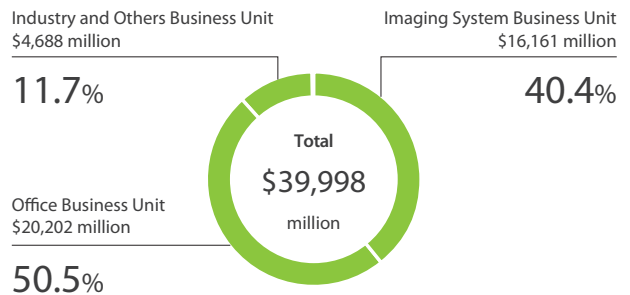 Industry and Others Business Unit
$4,688 million
11.7%
Imaging System Business Unit
$16,161 million
40.4%
Total
$39,998
million
Office Business Unit
$20,202 million
50.5%